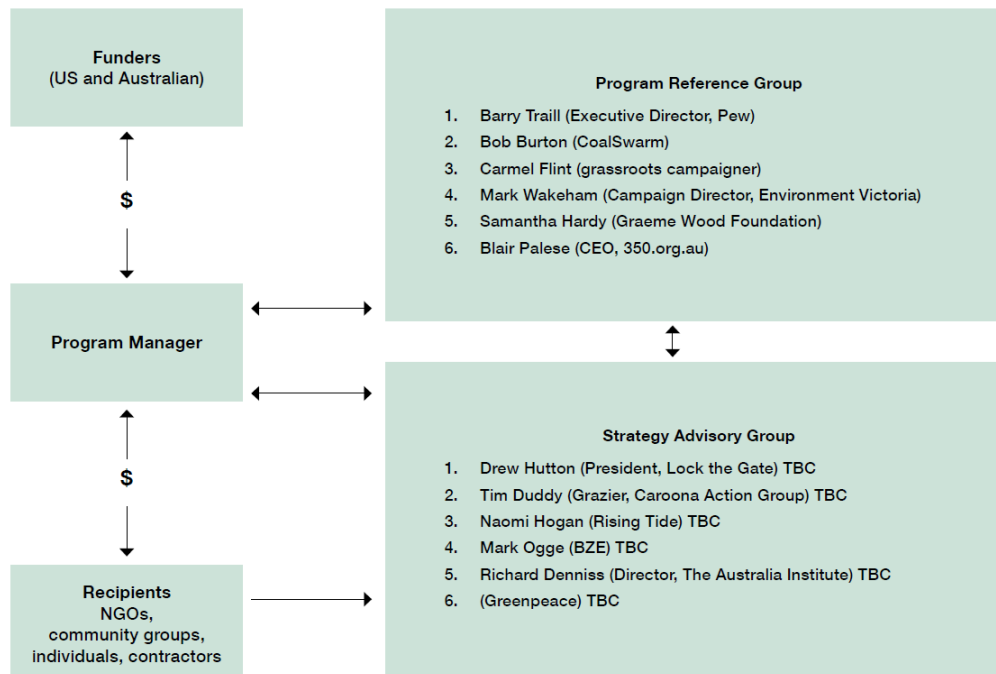 Funders
(US and Australian)
$
Program Manager
$
Recipients
NGOs,
community groups,
individuals, contractors
Program Reference Group
1. Barry Traill (Executive Director, Pew)
2. Bob Burton (CoalSwarm)
3. Carmel Flint (grassroots campaigner)
4. Mark Wakeham (Campaign Director, Environment Victoria)
5. Samantha Hardy (Graeme Wood Foundation)
6. Blair Palese (CEO, 350.org.au)
Strategy Advisory Group
1. Drew Hutton (President, Lock the Gate) TBC
2. Tim Duddy (Grazier, Caroona Action Group) TBC
3. Naomi Hogan (Rising Tide) TBC
4. Mark Ogge (BZE) TBC
5. Richard Denniss (Director, The Australia Institute) TBC
6. (Greenpeace) TBC